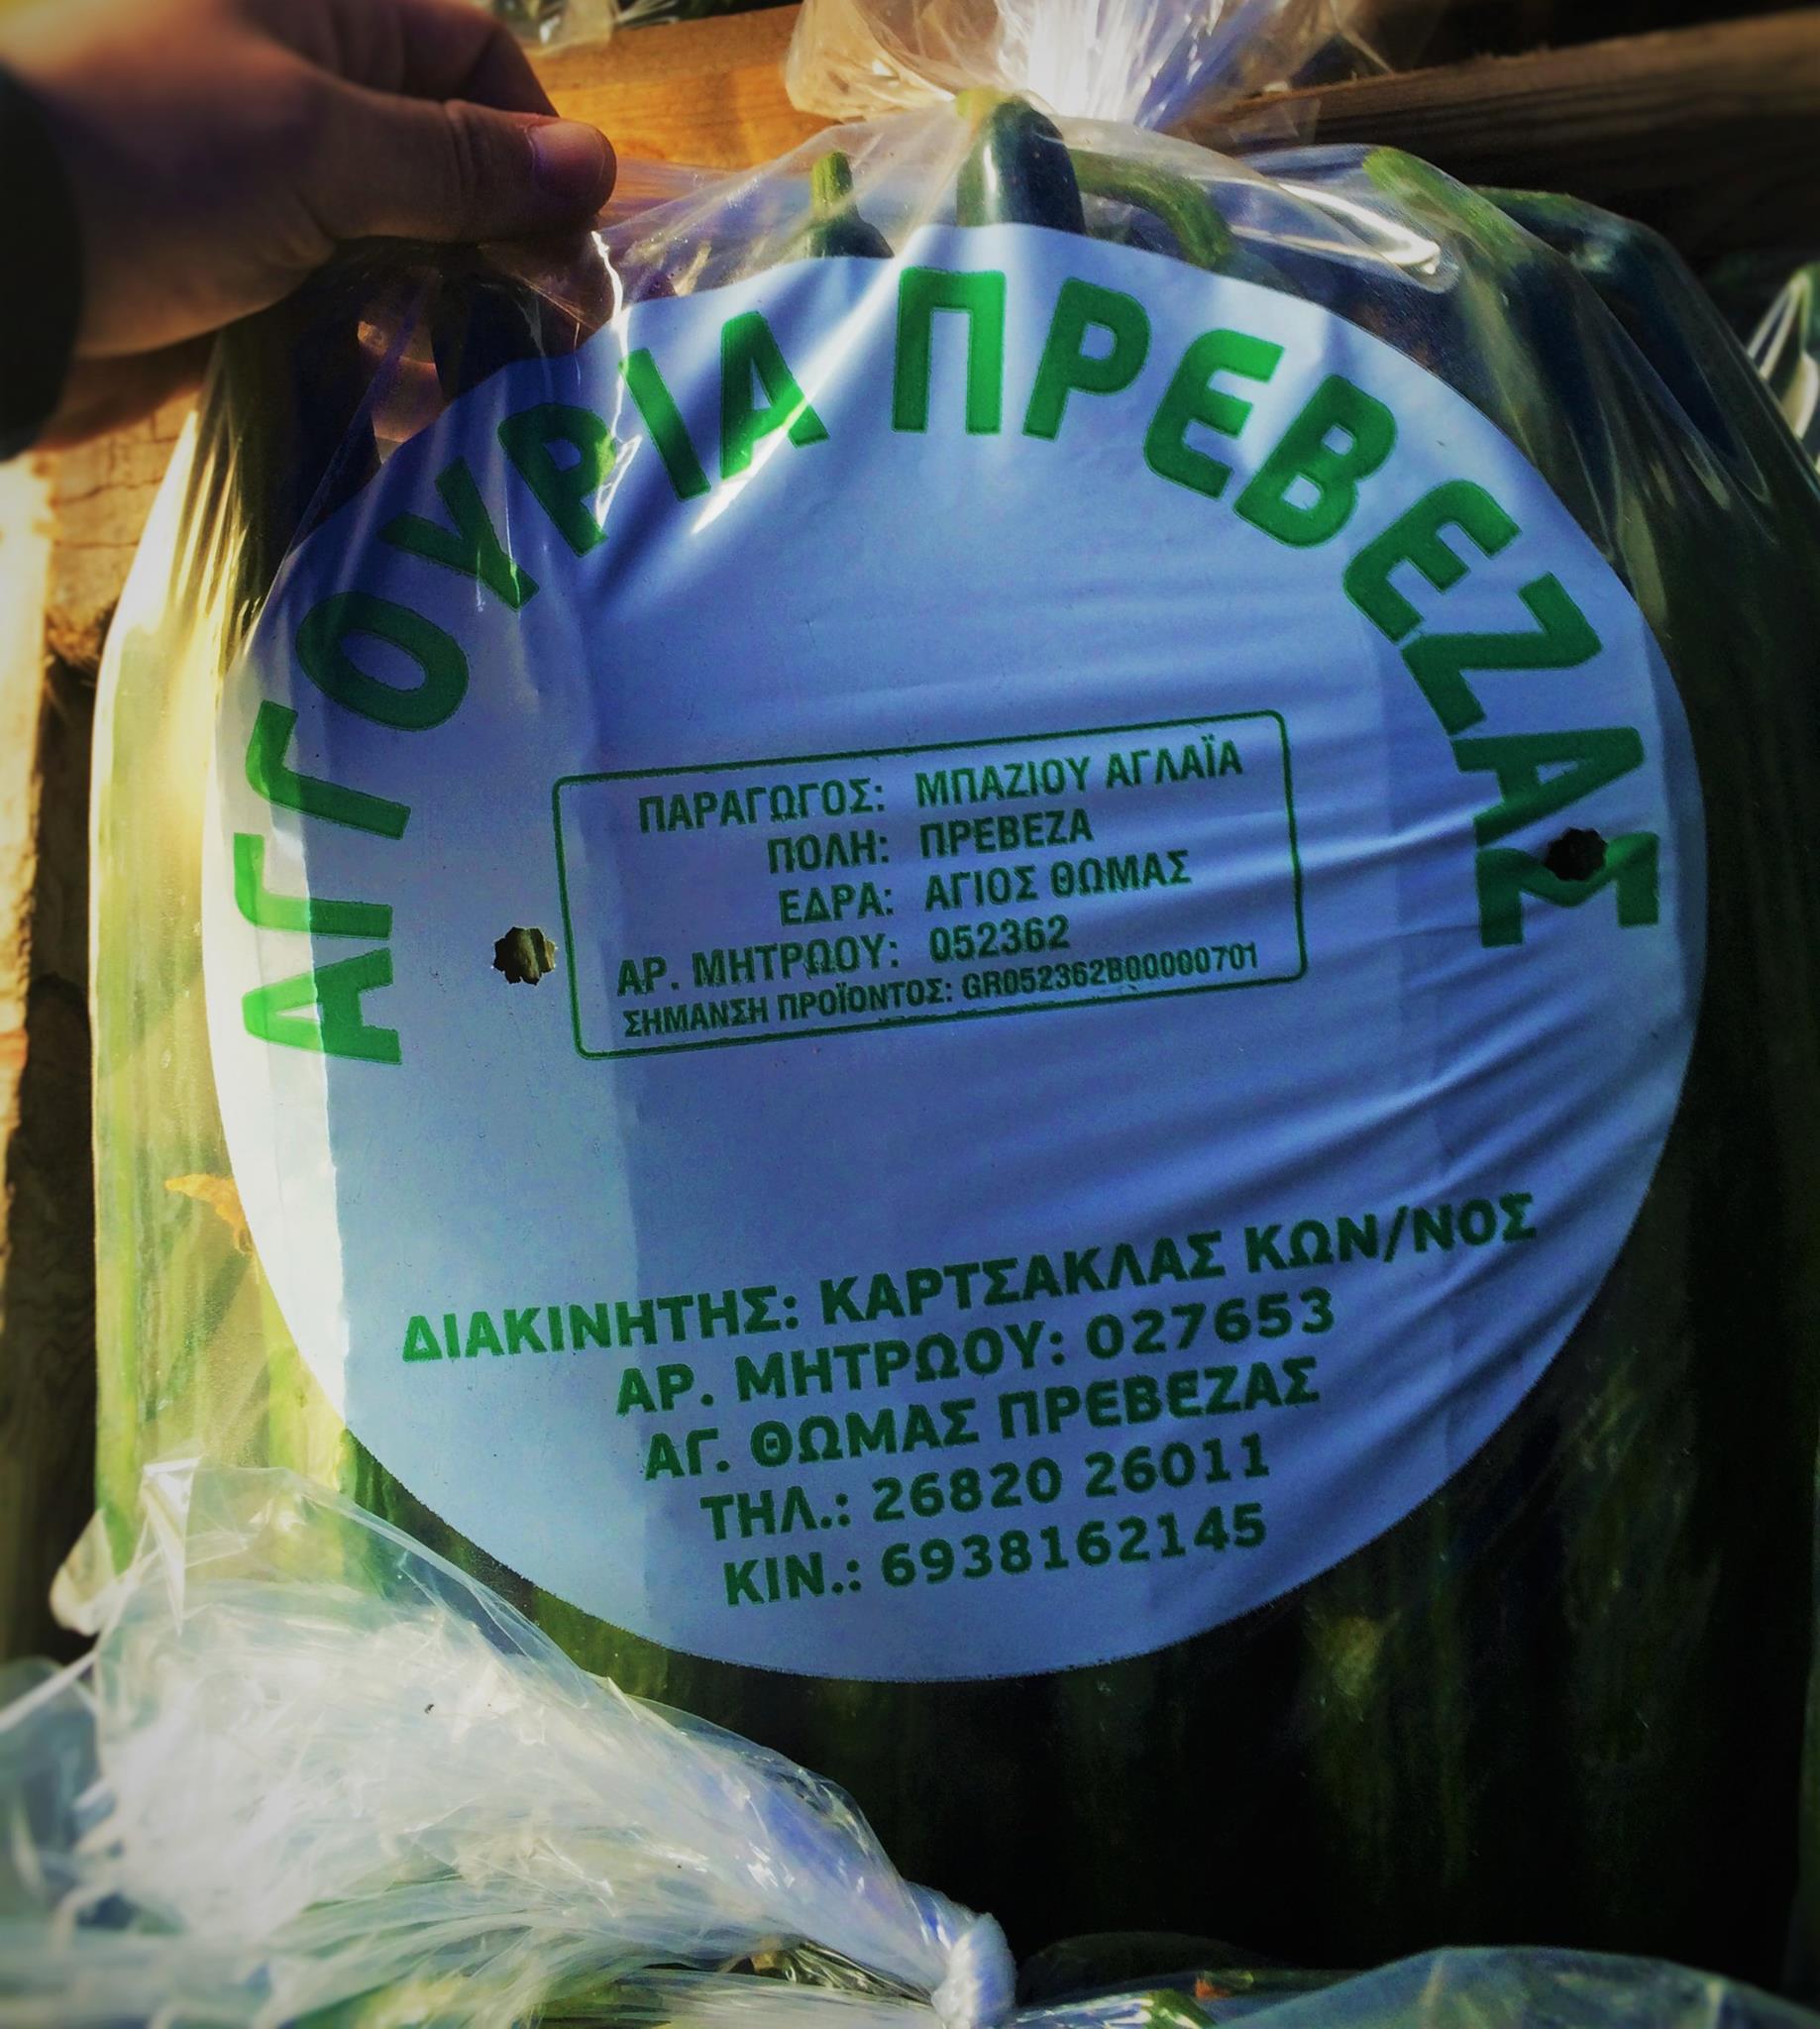 ΑΓΓΟΥΡΙΑ ΠΡΕΒΕΖΑΣ
ΠΑΡΑΓΩΓΟΣ: ΜΠΑΖΙΟΥ ΑΓΛΑΪΑ
ΠΟΛΗ: ΠΡΕΒΕΖΑ
ΕΔΡΑ: ΑΓΙΟΣ ΘΩΜΑΣ
ΑΡ. ΜΗΤΡΩΟΥ: 052362
ΣΗΜΑΝΣΗ ΠΡΟΪΟΝΤΟΣ: GR052362B00000701
ΔΙΑΚΙΝΗΤΗΣ: ΚΑΡΤΣΑΚΛΑΣ ΚΩΝ/ΝΟΣ
ΑΡ. ΜΗΤΡΩΟΥ: 027653
ΑΓ. ΘΩΜΑΣ ΠΡΕΒΕΖΑΣ
ΤΗΛ.: 26820 26011
ΚΙΝ.: 6938162145